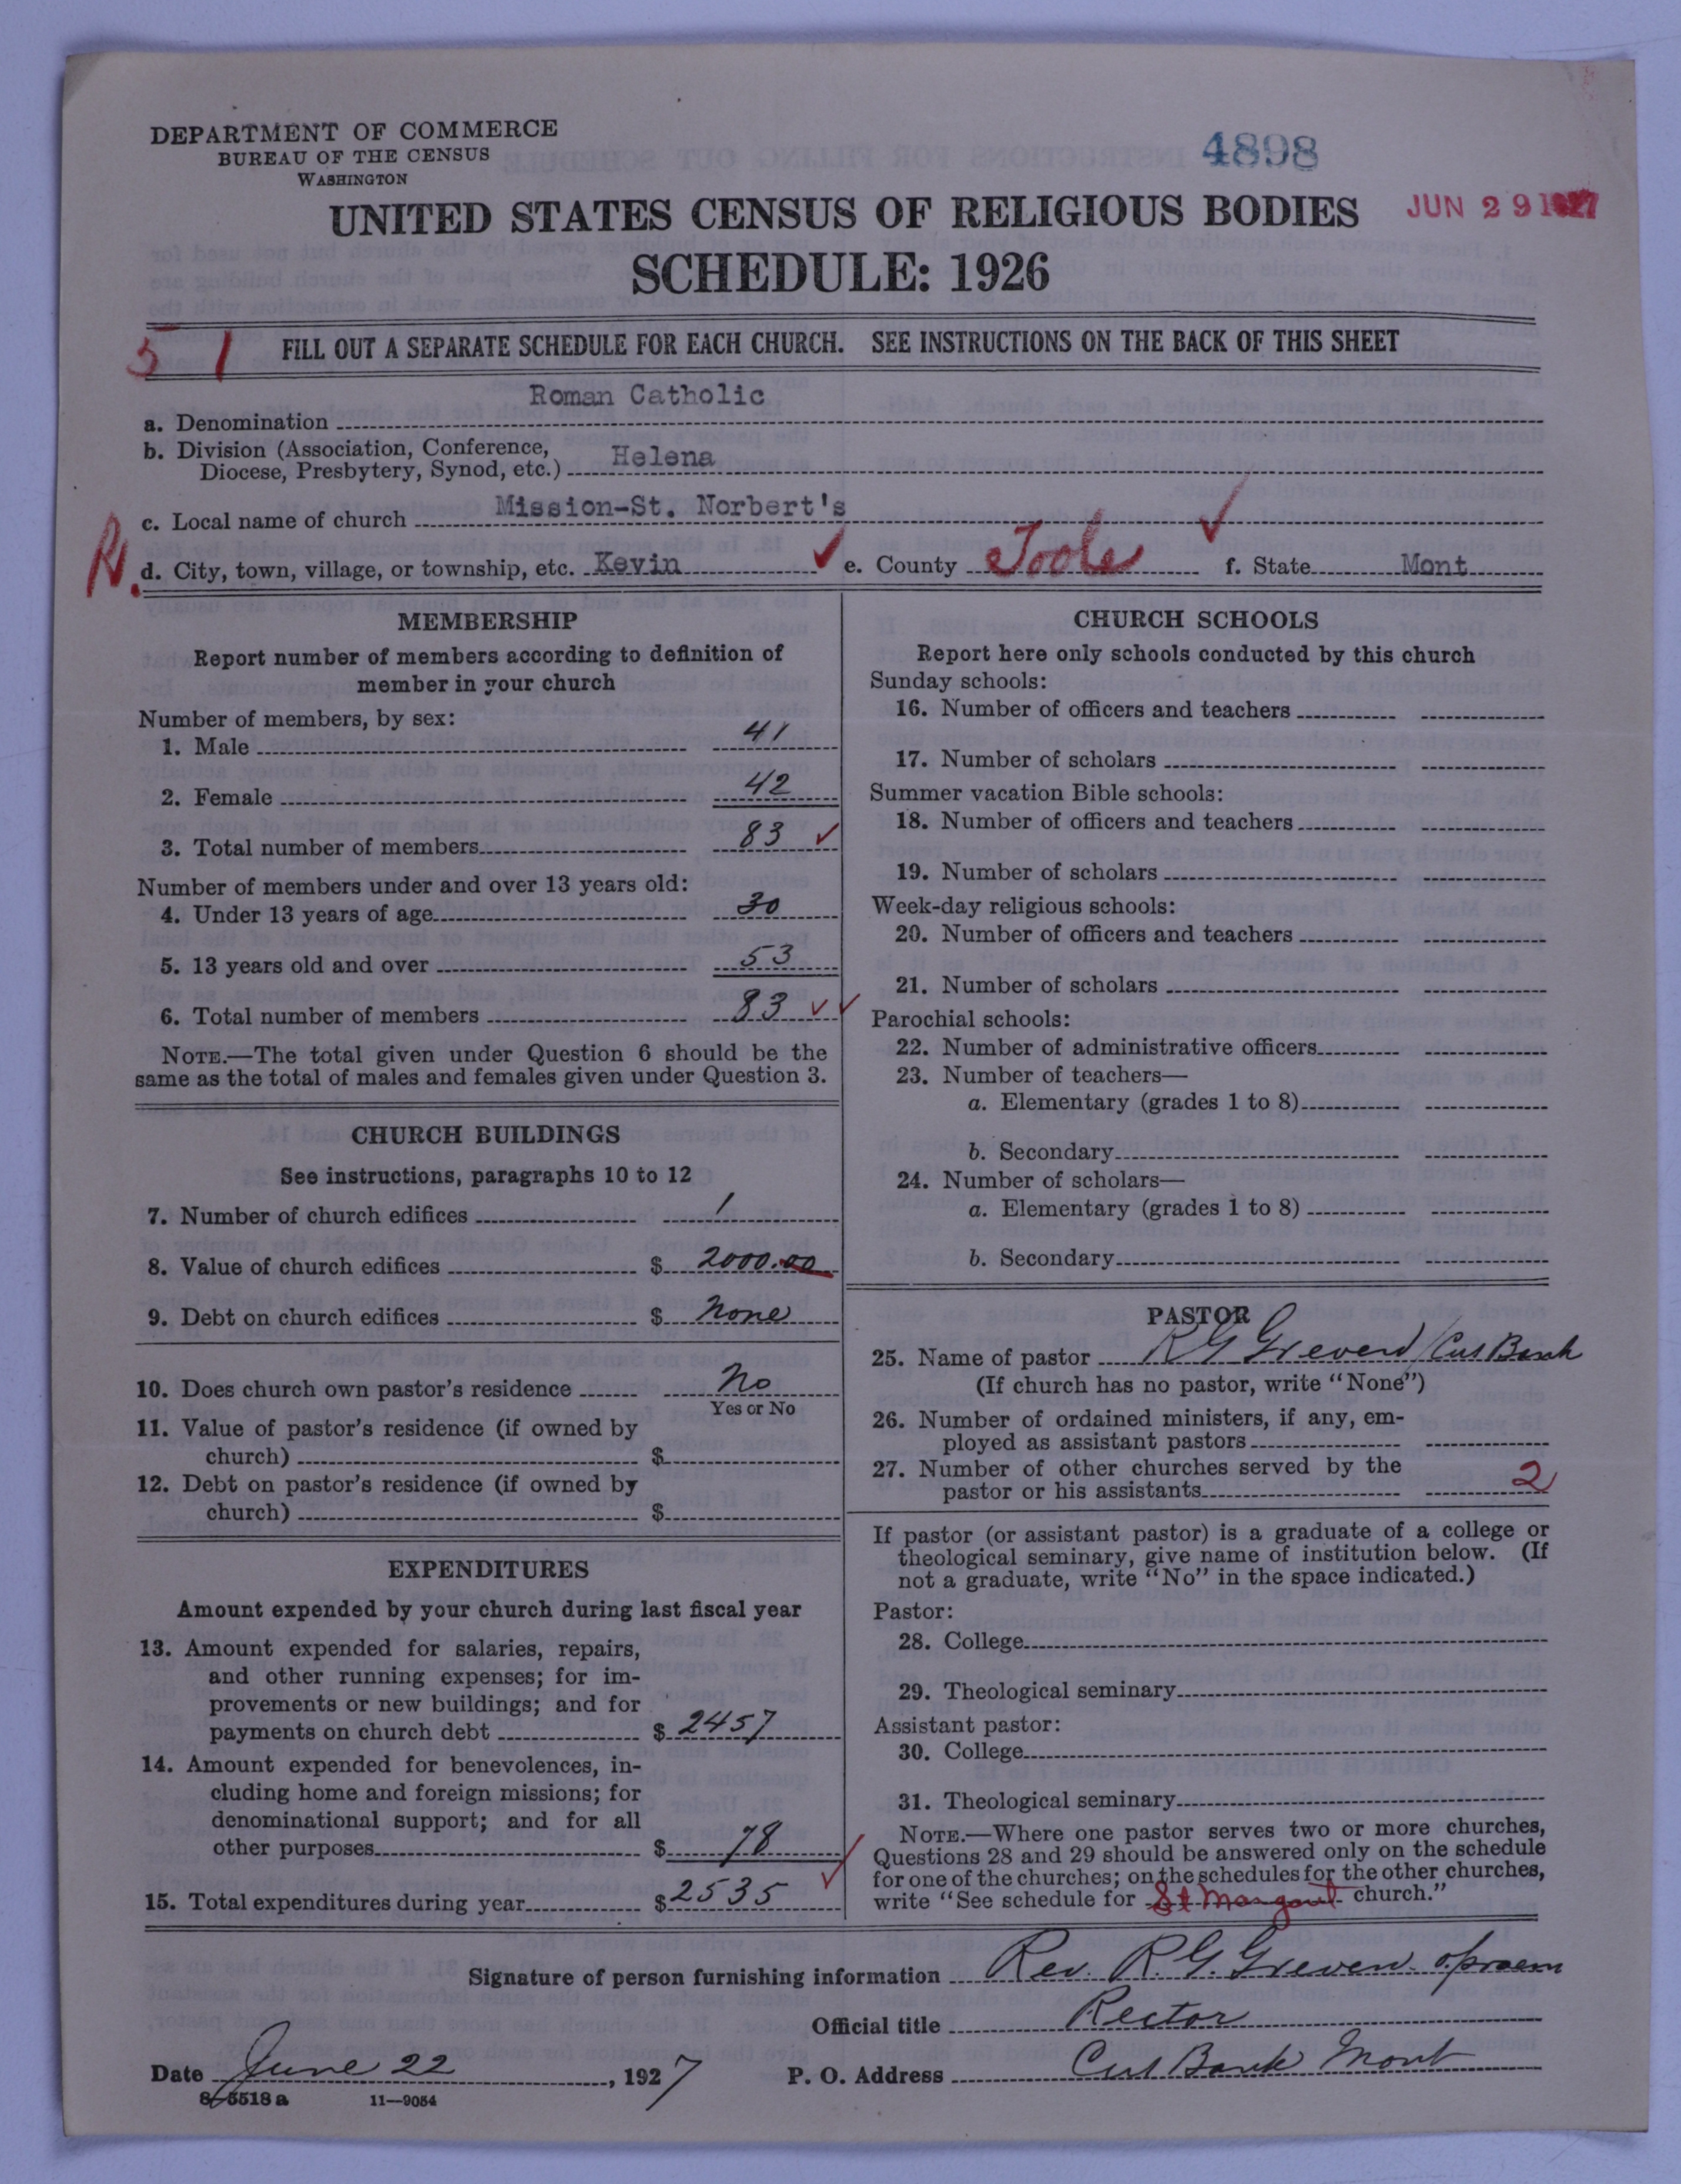 DEPARTMENT OF COMMERCE
BUREAU OF THE CENSUS
WASHINGTON
4898
JUN 29 1927
UNITED STATES CENSUS OF RELIGIOUS BODIES
SCHEDULE: 1926
5 1
FILL OUT A SEPARATE SCHEDULE FOR EACH CHURCH. SEE INSTRUCTIONS ON THE BACK OF THIS SHEET
a. Denomination Roman Catholic
b. Division (Association, Conference,
Diocese, Presbytery, Synod, etc.) Helena
c. Local name of church Mission-St. Norbert's
R.
d. City, town, village, or township, etc. Kevin e. County Toole f. State Mont
MEMBERSHIP
Report number of members according to definition of
member in your church
Number of members, by sex:
1. Male 41
2. Female 42
3. Total number of members 83
Number of members under and over 13 years old:
4. Under 13 years of age 30
5. 13 years old and over 53
6. Total number of members 83
NOTE.—The total given under Question 6 should be the
same as the total of males and females given under Question 3.
CHURCH BUILDINGS
See instructions, paragraphs 10 to 12
7. Number of church edifices 1
8. Value of church edifices $ 2000.00
9. Debt on church edifices $ None
10. Does church own pastor's residence No
Yes or No
11. Value of pastor's residence (if owned by
church) $
12. Debt on pastor's residence (if owned by
church) $
EXPENDITURES
Amount expended by your church during last fiscal year
13. Amount expended for salaries, repairs,
and other running expenses; for im-
provements or new buildings; and for
payments on church debt $ 2457
14. Amount expended for benevolences, in-
cluding home and foreign missions; for
denominational support; and for all
other purposes $ 78
15. Total expenditures during year $ 2535
CHURCH SCHOOLS
Report here only schools conducted by this church
Sunday schools:
16. Number of officers and teachers
17. Number of scholars
Summer vacation Bible schools:
18. Number of officers and teachers
19. Number of scholars
Week-day religious schools:
20. Number of officers and teachers
21. Number of scholars
Parochial schools:
22. Number of administrative officers
23. Number of teachers—
a. Elementary (grades 1 to 8)
b. Secondary
24. Number of scholars—
a. Elementary (grades 1 to 8)
b. Secondary
PASTOR
25. Name of pastor R G Greven / Cut Bank
(If church has no pastor, write "None")
26. Number of ordained ministers, if any, em-
ployed as assistant pastors
27. Number of other churches served by the
pastor or his assistants 2
If pastor (or assistant pastor) is a graduate of a college or
theological seminary, give name of institution below. (If
not a graduate, write "No" in the space indicated.)
Pastor:
28. College
29. Theological seminary
Assistant pastor:
30. College
31. Theological seminary
NOTE.—Where one pastor serves two or more churches,
Questions 28 and 29 should be answered only on the schedule
for one of the churches; on the schedules for the other churches,
write "See schedule for St Margaret church."
Signature of person furnishing information Rev. R. G. Greven. o.praem
Official title Rector
Date June 22, 1927 P. O. Address Cut Bank Mont
8-5518 a 11—9054